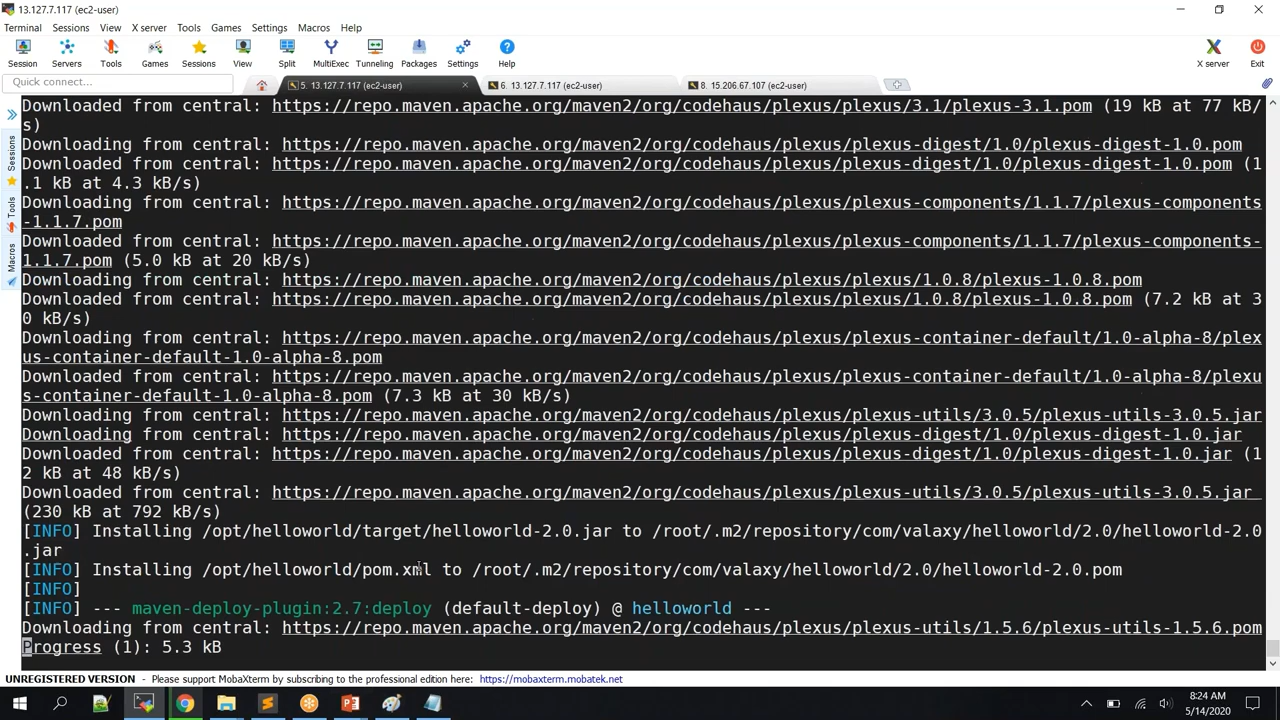 13.127.7.117 (ec2-user)
Terminal Sessions View X server Tools Games Settings Macros Help
Session Servers Tools Games Sessions View Split MultiExec Tunneling Packages Settings Help X server Exit
Quick connect...
5. 13.127.7.117 (ec2-user) 6. 13.127.7.117 (ec2-user) 8. 15.206.67.107 (ec2-user)
Sessions
Tools
Macros
Downloaded from central: https://repo.maven.apache.org/maven2/org/codehaus/plexus/plexus/3.1/plexus-3.1.pom (19 kB at 77 kB/
s)
Downloading from central: https://repo.maven.apache.org/maven2/org/codehaus/plexus/plexus-digest/1.0/plexus-digest-1.0.pom
Downloaded from central: https://repo.maven.apache.org/maven2/org/codehaus/plexus/plexus-digest/1.0/plexus-digest-1.0.pom (1
.1 kB at 4.3 kB/s)
Downloading from central: https://repo.maven.apache.org/maven2/org/codehaus/plexus/plexus-components/1.1.7/plexus-components
-1.1.7.pom
Downloaded from central: https://repo.maven.apache.org/maven2/org/codehaus/plexus/plexus-components/1.1.7/plexus-components-
1.1.7.pom (5.0 kB at 20 kB/s)
Downloading from central: https://repo.maven.apache.org/maven2/org/codehaus/plexus/plexus/1.0.8/plexus-1.0.8.pom
Downloaded from central: https://repo.maven.apache.org/maven2/org/codehaus/plexus/plexus/1.0.8/plexus-1.0.8.pom (7.2 kB at 3
0 kB/s)
Downloading from central: https://repo.maven.apache.org/maven2/org/codehaus/plexus/plexus-container-default/1.0-alpha-8/plex
us-container-default-1.0-alpha-8.pom
Downloaded from central: https://repo.maven.apache.org/maven2/org/codehaus/plexus/plexus-container-default/1.0-alpha-8/plexu
s-container-default-1.0-alpha-8.pom (7.3 kB at 30 kB/s)
Downloading from central: https://repo.maven.apache.org/maven2/org/codehaus/plexus/plexus-utils/3.0.5/plexus-utils-3.0.5.jar
Downloading from central: https://repo.maven.apache.org/maven2/org/codehaus/plexus/plexus-digest/1.0/plexus-digest-1.0.jar
Downloaded from central: https://repo.maven.apache.org/maven2/org/codehaus/plexus/plexus-digest/1.0/plexus-digest-1.0.jar (1
2 kB at 48 kB/s)
Downloaded from central: https://repo.maven.apache.org/maven2/org/codehaus/plexus/plexus-utils/3.0.5/plexus-utils-3.0.5.jar
(230 kB at 792 kB/s)
[INFO] Installing /opt/helloworld/target/helloworld-2.0.jar to /root/.m2/repository/com/valaxy/helloworld/2.0/helloworld-2.0
.jar
[INFO] Installing /opt/helloworld/pom.xml to /root/.m2/repository/com/valaxy/helloworld/2.0/helloworld-2.0.pom
[INFO]
[INFO] --- maven-deploy-plugin:2.7:deploy (default-deploy) @ helloworld ---
Downloading from central: https://repo.maven.apache.org/maven2/org/codehaus/plexus/plexus-utils/1.5.6/plexus-utils-1.5.6.pom
Progress (1): 5.3 kB
UNREGISTERED VERSION - Please support MobaXterm by subscribing to the professional edition here: https://mobaxterm.mobatek.net
8:24 AM
5/14/2020